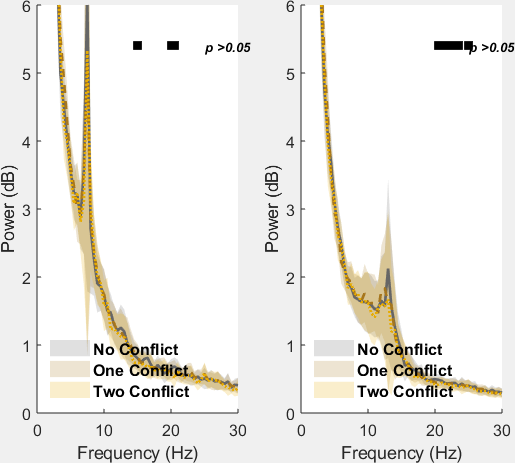 6
5
4
3
2
1
0
Power (dB)
p >0.05
No Conflict
One Conflict
Two Conflict
0
10
20
30
Frequency (Hz)
6
5
4
3
2
1
0
Power (dB)
p >0.05
No Conflict
One Conflict
Two Conflict
0
10
20
30
Frequency (Hz)